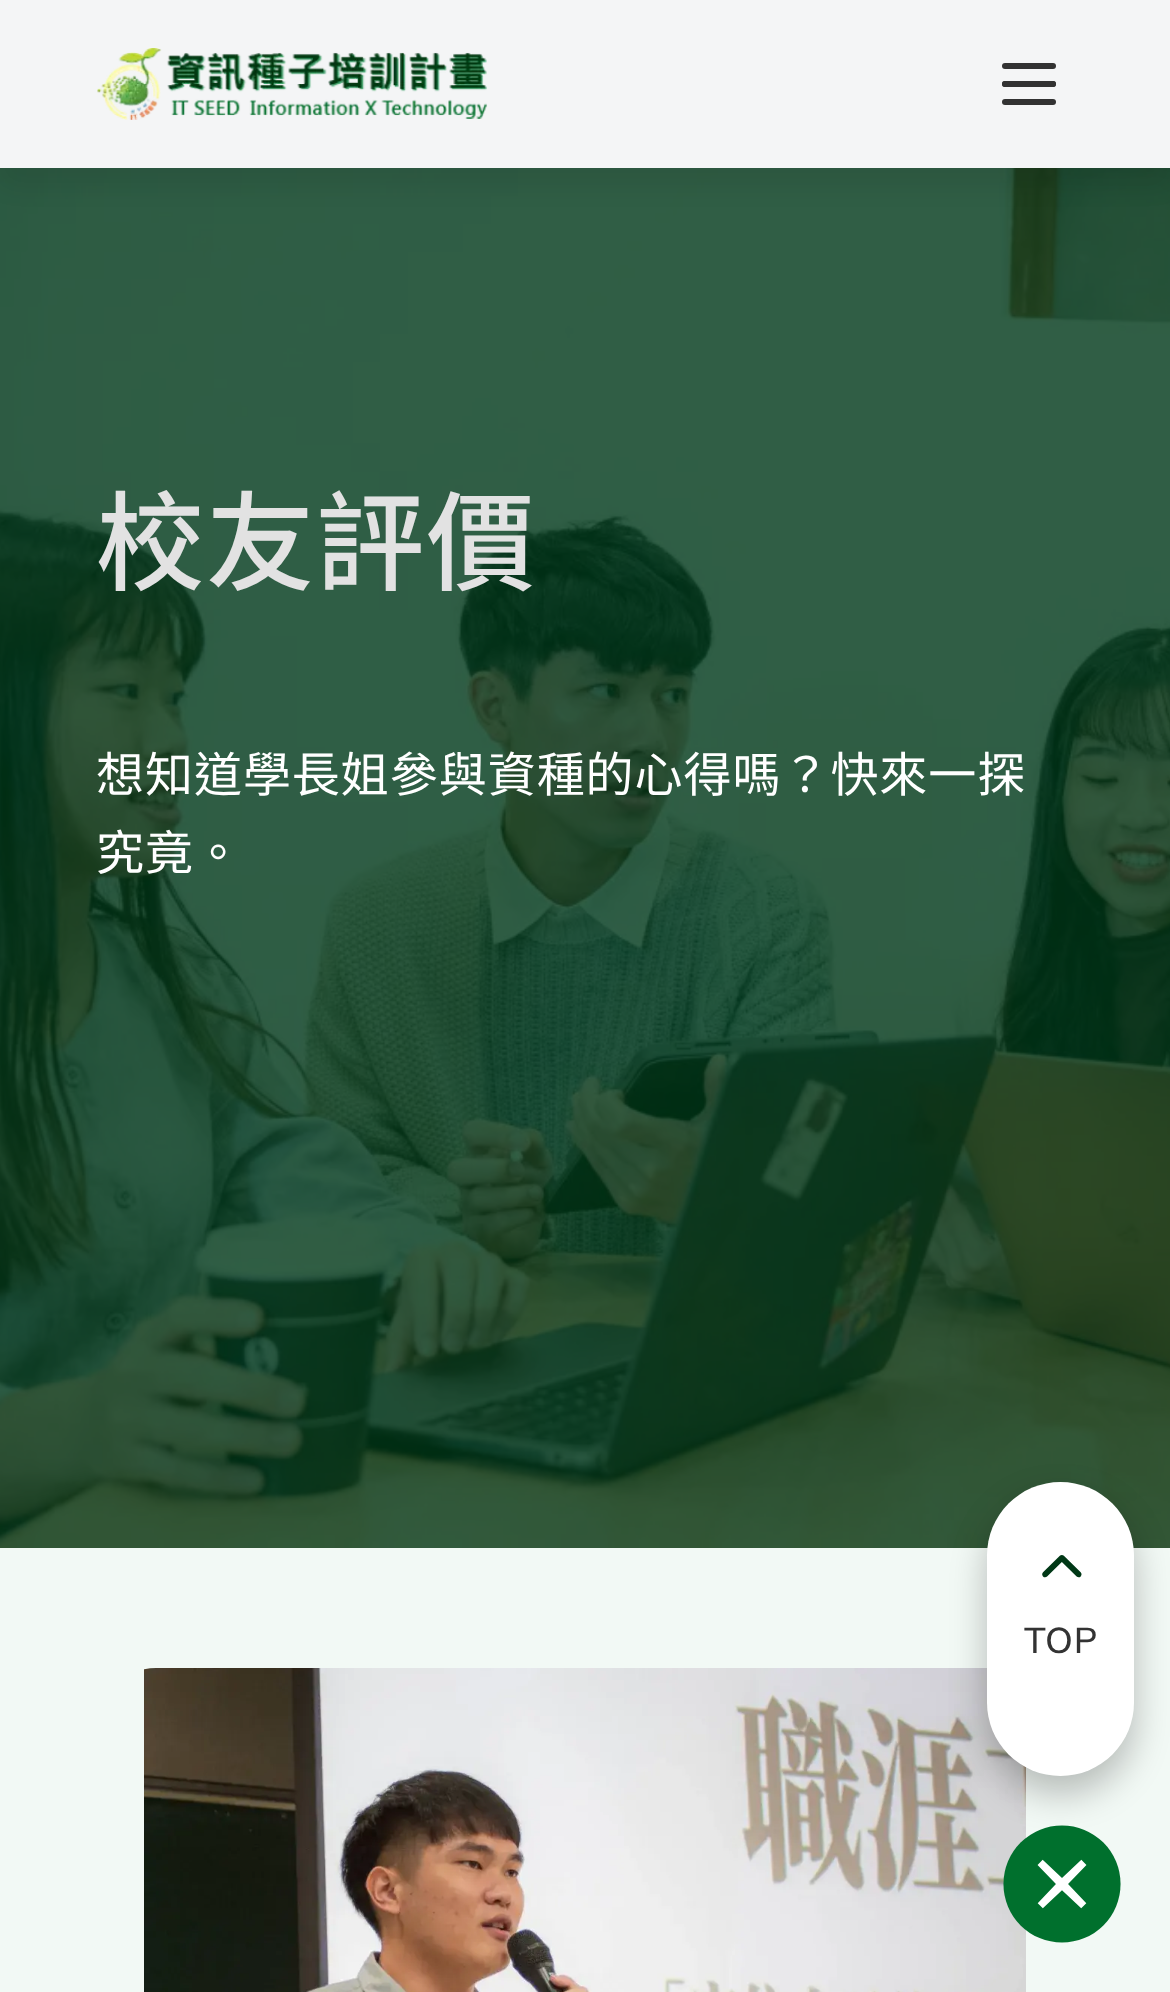 資訊種子培訓計畫
IT SEED Information X Technology
校友評價
想知道學長姐參與資種的心得嗎？快來一探
究竟。
TOP
職涯